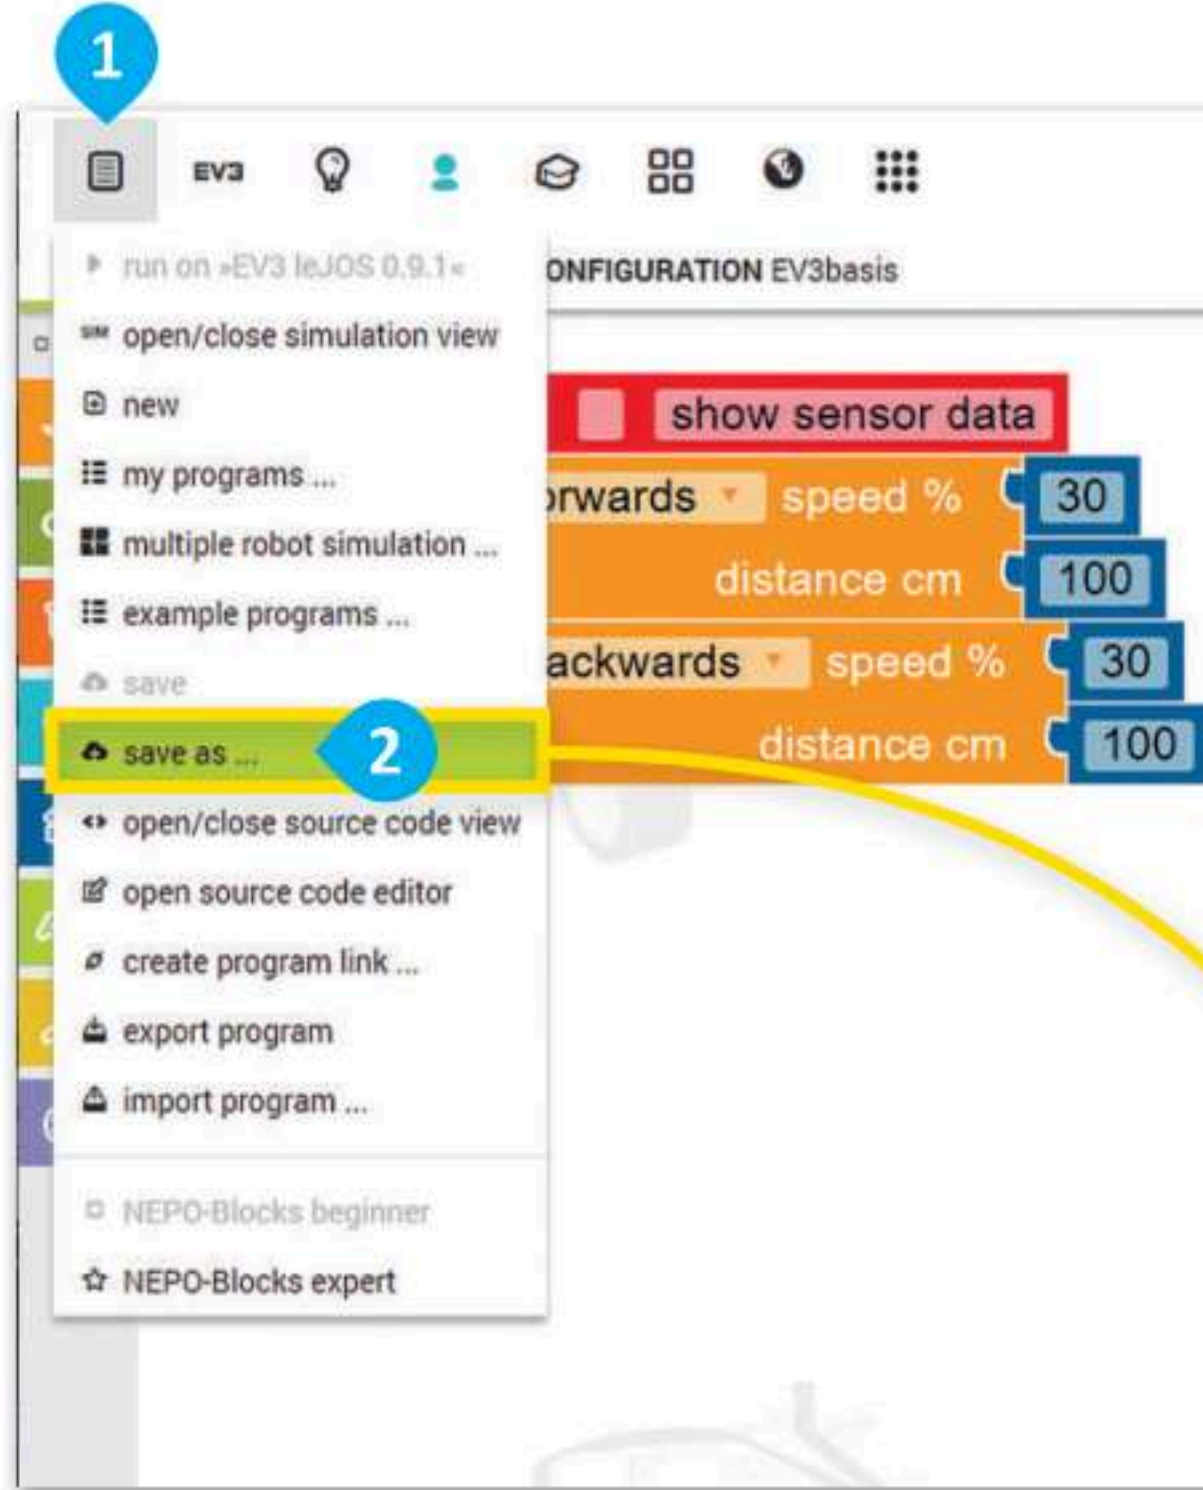 1
EV3
run on »EV3 leJOS 0.9.1«
ONFIGURATION EV3basis
SIM open/close simulation view
new
show sensor data
my programs ...
orwards speed % 30
multiple robot simulation ...
distance cm 100
example programs ...
save
ackwards speed % 30
save as ... 2
distance cm 100
open/close source code view
open source code editor
create program link ...
export program
import program ...
NEPO-Blocks beginner
NEPO-Blocks expert